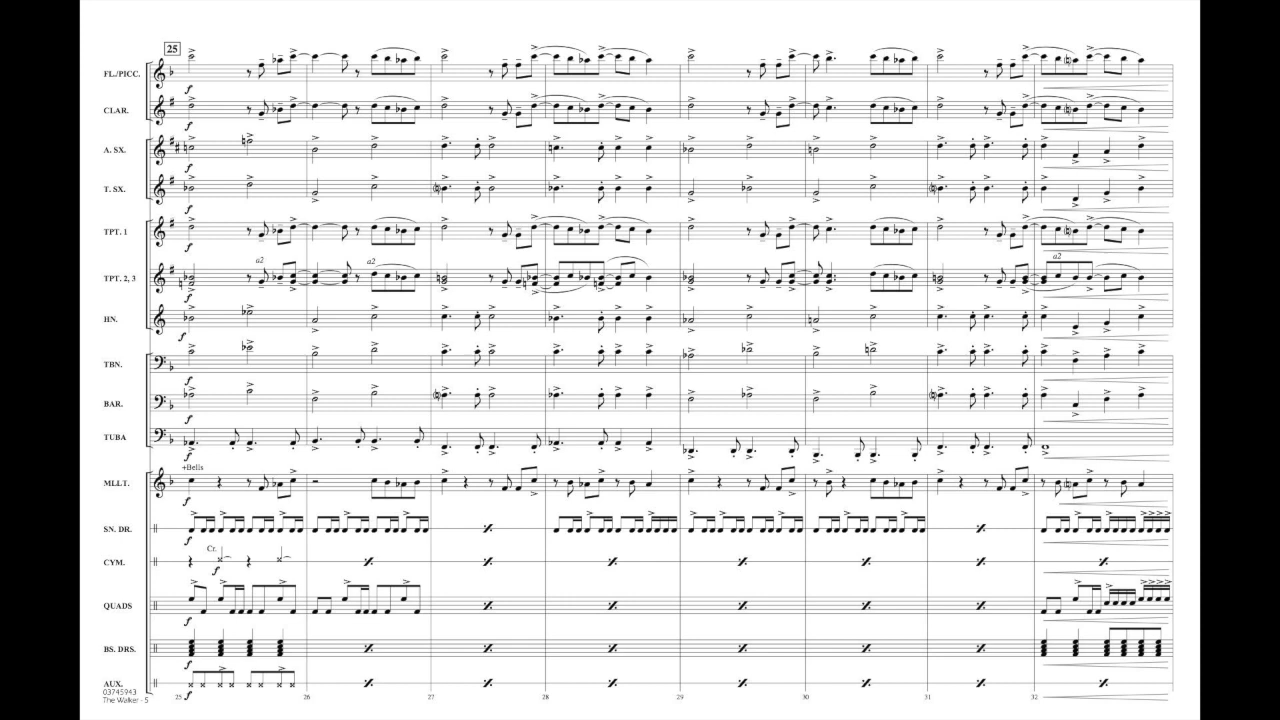 25
FL./PICC.
f
CLAR.
f
A. SX.
f
T. SX.
f
TPT. 1
f
a2 a2 a2
TPT. 2, 3
f
HN.
f
TBN.
f
BAR.
f
TUBA
f
+Bells
MLLT.
f
SN. DR.
f
Cr.
CYM.
f
QUADS
f
BS. DRS.
f
AUX.
25 26 27 28 29 30 31 32
03745943
The Walker - 5